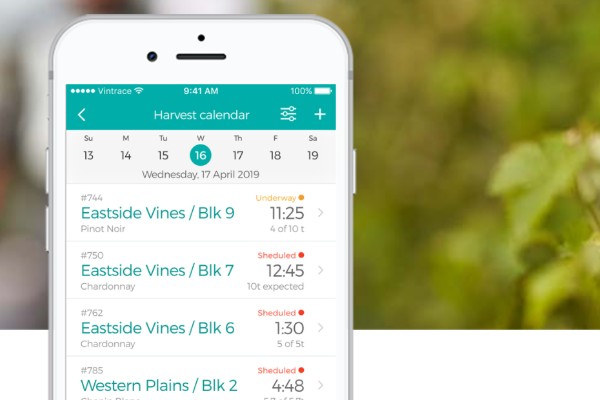 Vintrace 9:41 AM 100%
Harvest calendar
Su M T W Th F Sa
13 14 15 16 17 18 19
Wednesday, 17 April 2019
#744 Underway
Eastside Vines / Blk 9 11:25
Pinot Noir 4 of 10 t
#750 Sheduled
Eastside Vines / Blk 7 12:45
Chardonnay 10t expected
#762 Sheduled
Eastside Vines / Blk 6 1:30
Chardonnay 5 of 5t
#785 Sheduled
Western Plains / Blk 2 4:48